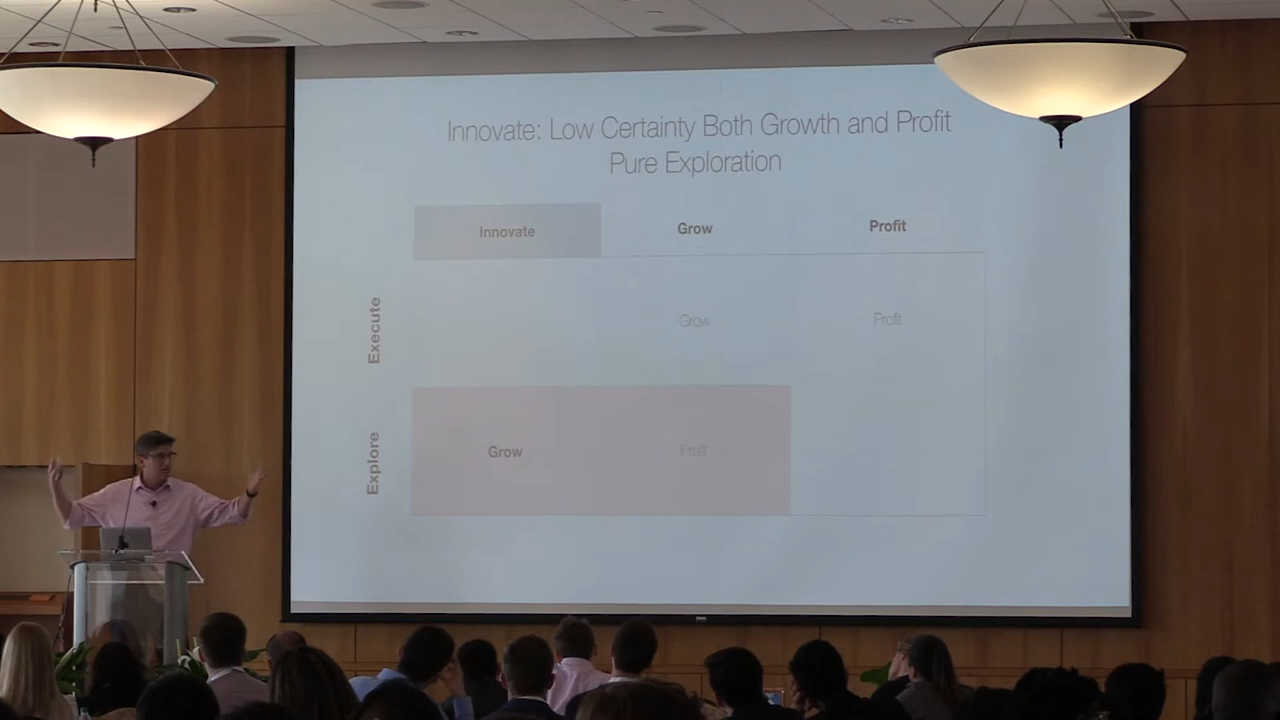 Innovate: Low Certainty Both Growth and Profit
Pure Exploration
Innovate Grow Profit
Execute
Grow Profit
Explore
Grow Profit